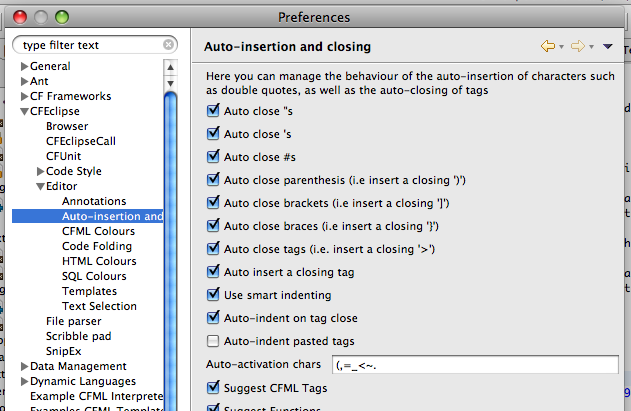 Preferences
type filter text
Auto-insertion and closing
General
Ant
CF Frameworks
CFEclipse
Browser
CFEclipseCall
CFUnit
Code Style
Editor
Annotations
Auto-insertion and
CFML Colours
Code Folding
HTML Colours
SQL Colours
Templates
Text Selection
File parser
Scribble pad
SnipEx
Data Management
Dynamic Languages
Example CFML Interprete
Examples CFML Template
Here you can manage the behaviour of the auto-insertion of characters such
as double quotes, as well as the auto-closing of tags
Auto close "s
Auto close 's
Auto close #s
Auto close parenthesis (i.e insert a closing ')')
Auto close brackets (i.e insert a closing ']')
Auto close braces (i.e insert a closing '}')
Auto close tags (i.e. insert a closing '>')
Auto insert a closing tag
Use smart indenting
Auto-indent on tag close
Auto-indent pasted tags
Auto-activation chars (,=_<~.
Suggest CFML Tags
Suggest Functions